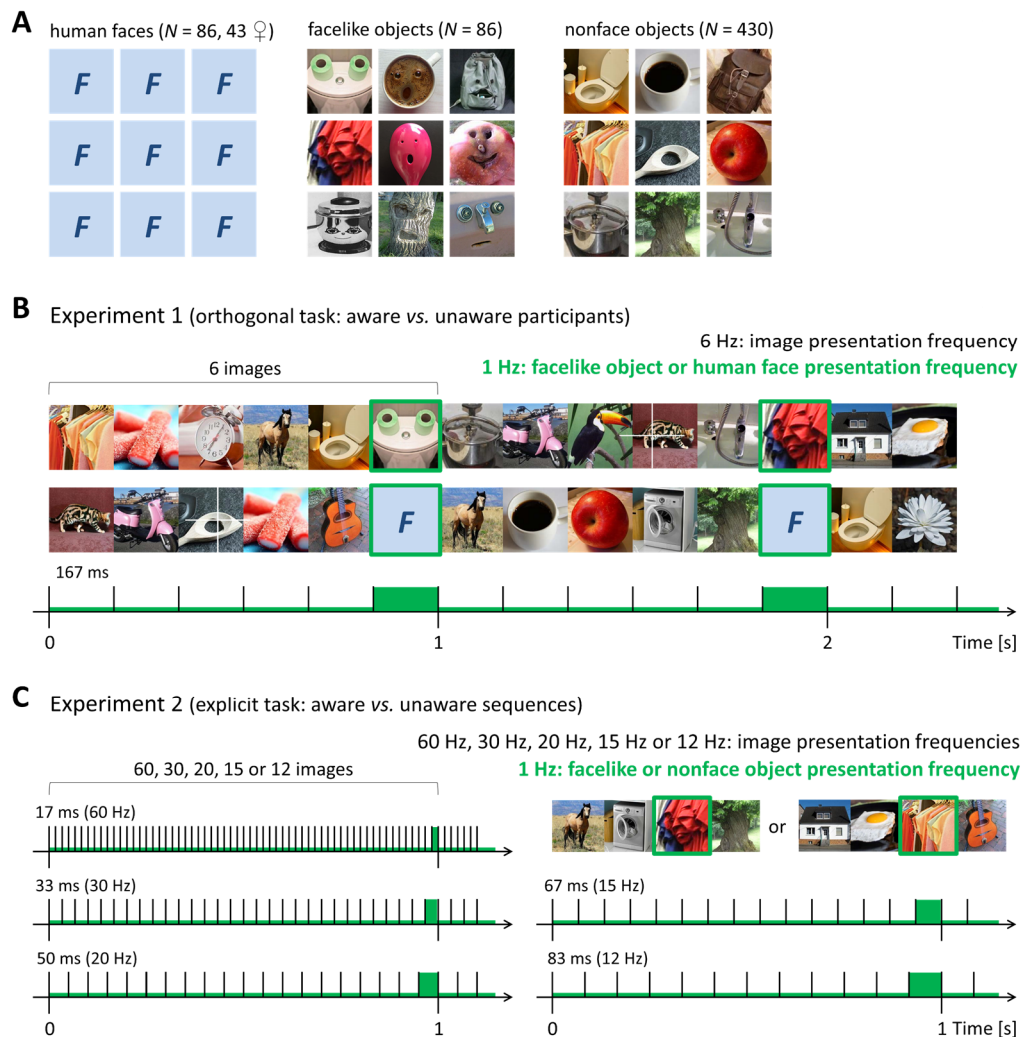 A
human faces (N = 86, 43 ♀)
facelike objects (N = 86)
nonface objects (N = 430)
F F F
F F F
F F F
B
Experiment 1 (orthogonal task: aware vs. unaware participants)
6 Hz: image presentation frequency
1 Hz: facelike object or human face presentation frequency
6 images
F F
167 ms
0 1 2 Time [s]
C
Experiment 2 (explicit task: aware vs. unaware sequences)
60 Hz, 30 Hz, 20 Hz, 15 Hz or 12 Hz: image presentation frequencies
1 Hz: facelike or nonface object presentation frequency
60, 30, 20, 15 or 12 images
17 ms (60 Hz)
or
33 ms (30 Hz)
67 ms (15 Hz)
50 ms (20 Hz)
83 ms (12 Hz)
0 1
0 1 Time [s]